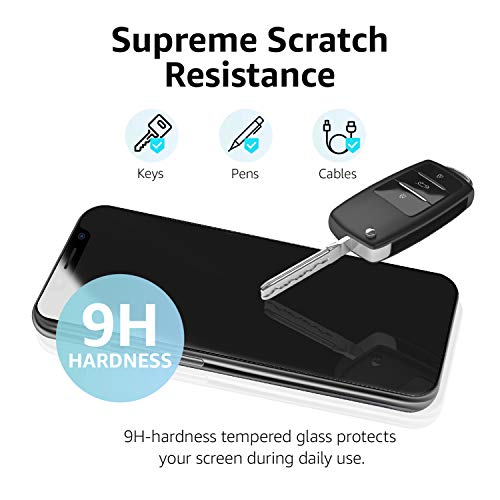 Supreme Scratch
Resistance
Keys
Pens
Cables
9H
HARDNESS
9H-hardness tempered glass protects
your screen during daily use.